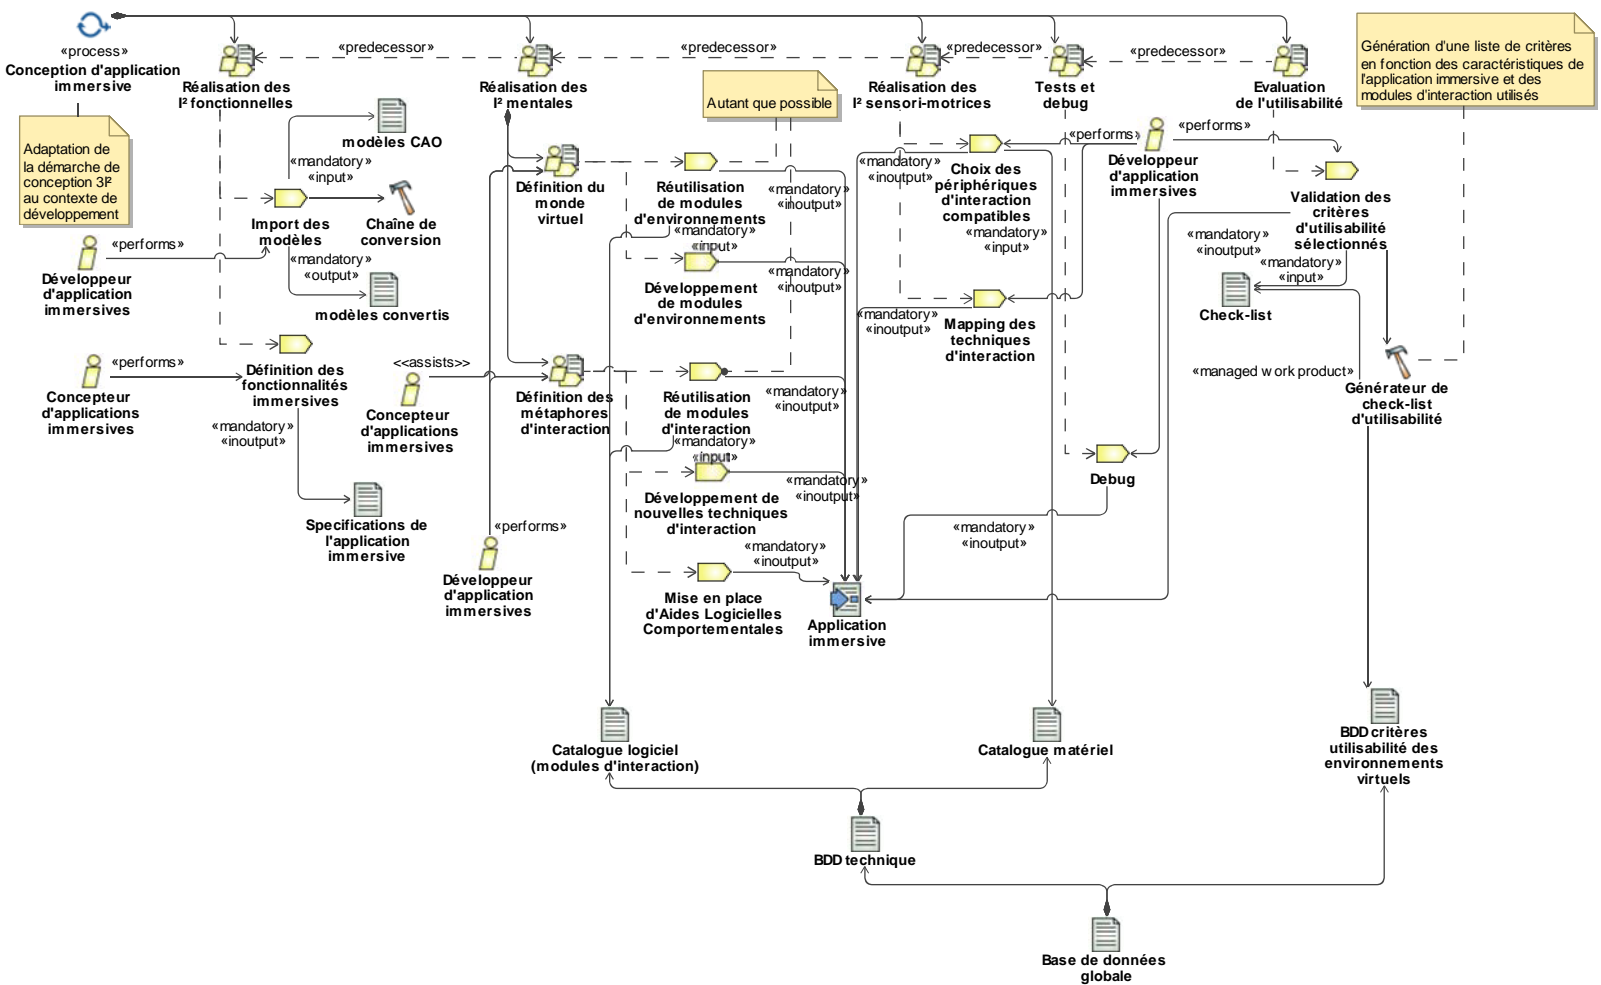 «process»
Conception d'application
immersive
Adaptation de
la démarche de
conception 3I²
au contexte de
développement
«predecessor»
«predecessor»
«predecessor»
«predecessor»
Réalisation des
I² fonctionnelles
Réalisation des
I² mentales
Réalisation des
I² sensori-motrices
Tests et
debug
Evaluation
de l'utilisabilité
Génération d'une liste de critères
en fonction des caractéristiques de
l'application immersive et des
modules d'interaction utilisés
Autant que possible
modèles CAO
«mandatory»
«input»
Import des
modèles
Chaîne de
conversion
«performs»
Développeur
d'application
immersives
«mandatory»
«output»
modèles convertis
«performs»
Concepteur
d'applications
immersives
Définition des
fonctionnalités
immersives
«mandatory»
«inoutput»
Specifications de
l'application
immersive
Définition du
monde
virtuel
<<assists>>
Concepteur
d'applications
immersives
Définition des
métaphores
d'interaction
«performs»
Développeur
d'application
immersives
Réutilisation
de modules
d'environnements
«mandatory»
«inoutput»
«mandatory»
«input»
Développement
de modules
d'environnements
«mandatory»
«inoutput»
Réutilisation
de modules
d'interaction
«mandatory»
«inoutput»
«mandatory»
«input»
Développement de
nouvelles techniques
d'interaction
«mandatory»
«inoutput»
Mise en place
d'Aides Logicielles
Comportementales
«mandatory»
«inoutput»
Application
immersive
«mandatory»
«inoutput»
Choix des
périphériques
d'interaction
compatibles
«mandatory»
«input»
«mandatory»
«inoutput»
Mapping des
techniques
d'interaction
«performs»
«performs»
Développeur
d'application
immersives
Debug
«mandatory»
«inoutput»
Validation des
critères
d'utilisabilité
sélectionnés
«mandatory»
«inoutput»
«mandatory»
«input»
Check-list
«managed work product»
Générateur de
check-list
d'utilisabilité
Catalogue logiciel
(modules d'interaction)
Catalogue matériel
BDD critères
utilisabilité des
environnements
virtuels
BDD technique
Base de données
globale